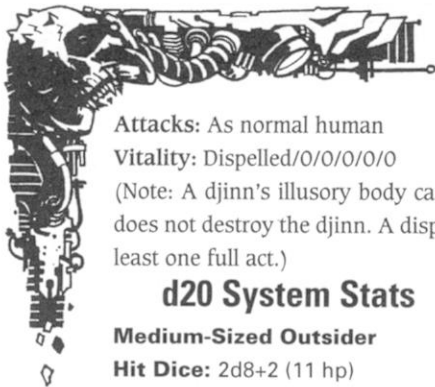 Attacks: As normal human
Vitality: Dispelled/0/0/0/0/0
(Note: A djinn's illusory body ca
does not destroy the djinn. A disp
least one full act.)
d20 System Stats
Medium-Sized Outsider
Hit Dice: 2d8+2 (11 hp)